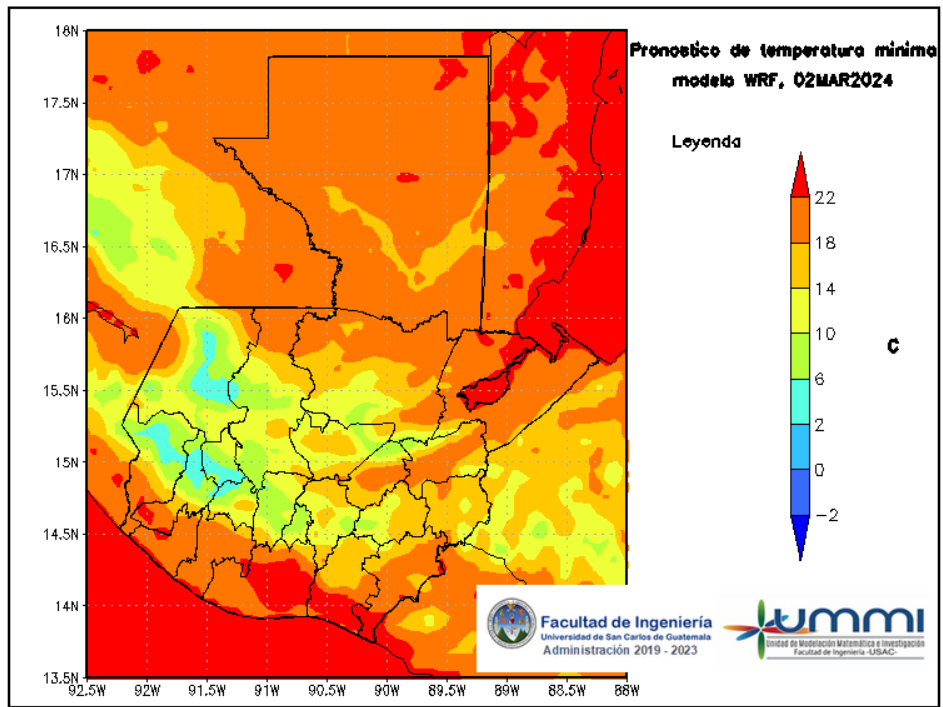 Pronostico de temperatura minima
modelo WRF, 02MAR2024
Leyenda
22
18
14
10
6
2
0
−2
C
18N
17.5N
17N
16.5N
16N
15.5N
15N
14.5N
14N
13.5N
92.5W 92W 91.5W 91W 90.5W 90W 89.5W 89W 88.5W 88W
Facultad de Ingeniería
Universidad de San Carlos de Guatemala
Administración 2019 - 2023
UMMI
Unidad de Modelación Matemática e Investigación
Facultad de Ingeniería -USAC-